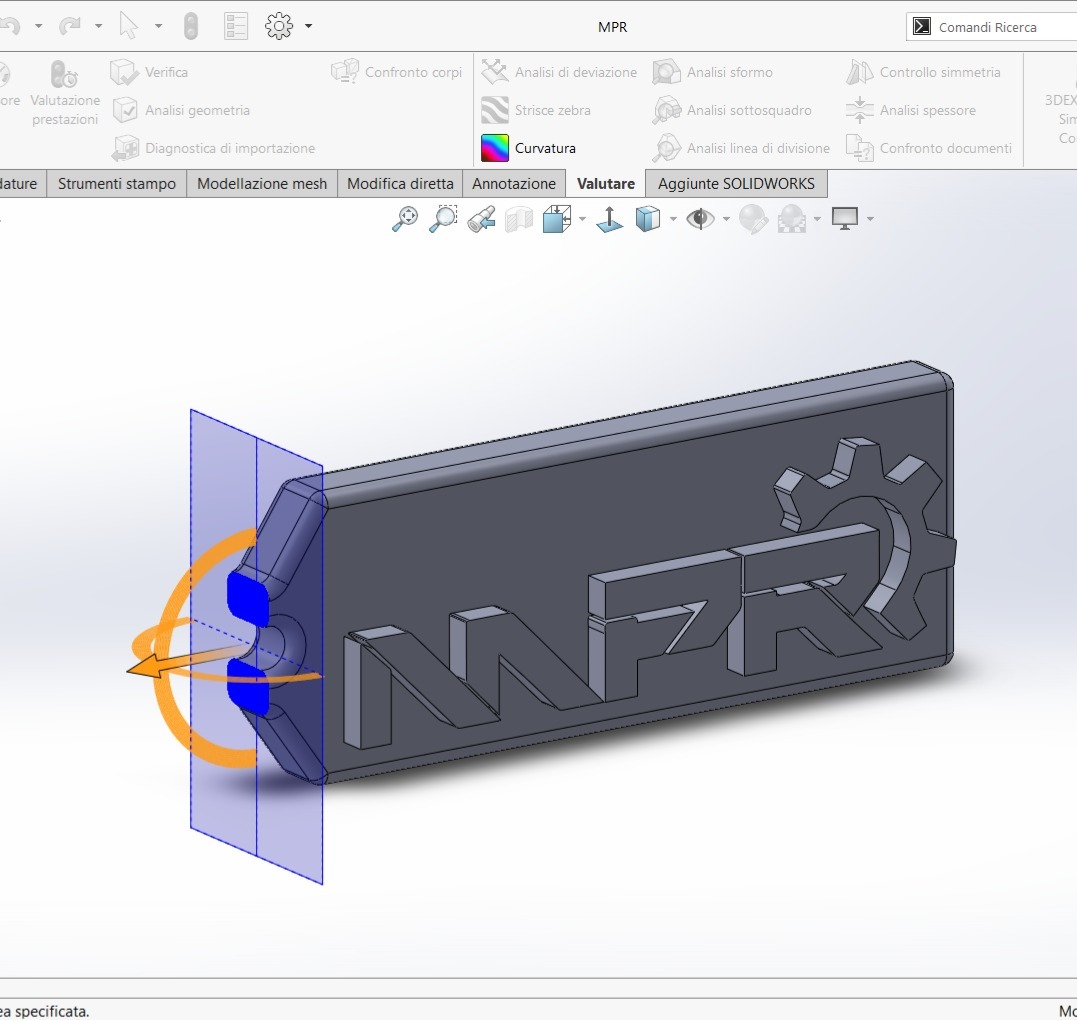 MPR
Comandi Ricerca
ore
Valutazione
prestazioni
Verifica
Analisi geometria
Diagnostica di importazione
Confronto corpi
Analisi di deviazione
Strisce zebra
Curvatura
Analisi sformo
Analisi sottosquadro
Analisi linea di divisione
Controllo simmetria
Analisi spessore
Confronto documenti
3DEX
Sim
Co
dature
Strumenti stampo
Modellazione mesh
Modifica diretta
Annotazione
Valutare
Aggiunte SOLIDWORKS
MPR
ea specificata.
Mo